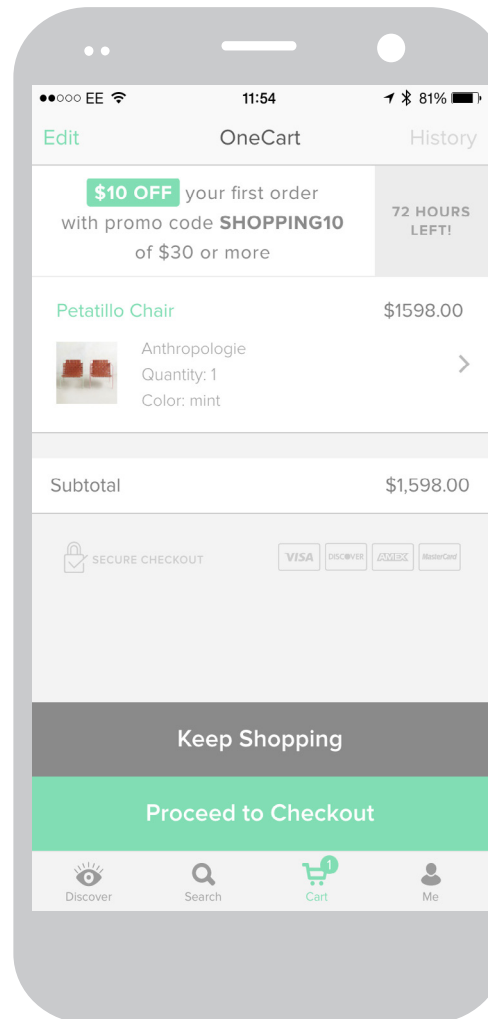 EE 11:54 81%
Edit OneCart History
$10 OFF your first order
with promo code SHOPPING10
of $30 or more
72 HOURS
LEFT!
Petatillo Chair $1598.00
Anthropologie
Quantity: 1
Color: mint
Subtotal $1,598.00
SECURE CHECKOUT VISA DISCOVER AMEX MasterCard
Keep Shopping
Proceed to Checkout
1
Discover Search Cart Me